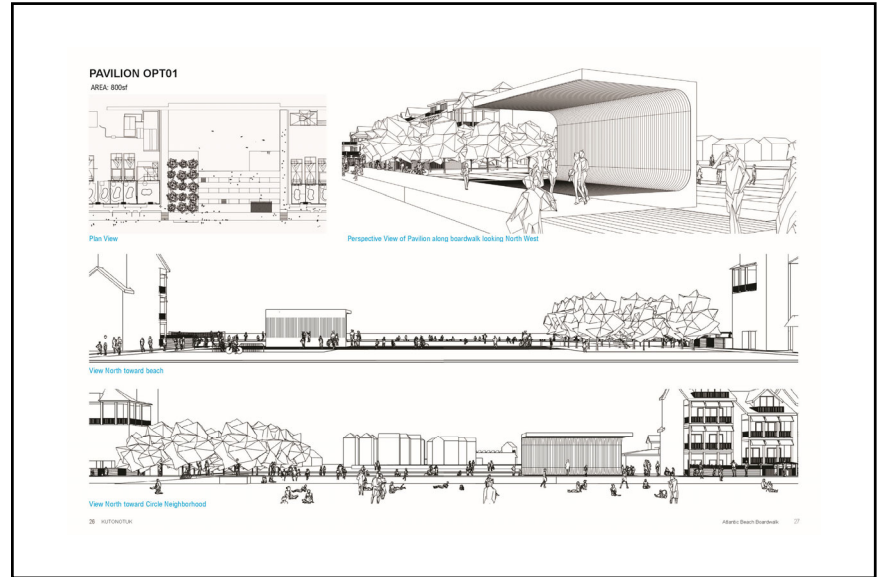 PAVILION OPT01
AREA: 800sf
Plan View
Perspective View of Pavilion along boardwalk looking North West
View North toward beach
View North toward Circle Neighborhood
26 KUTONOTUK
Atlantic Beach Boardwalk 27